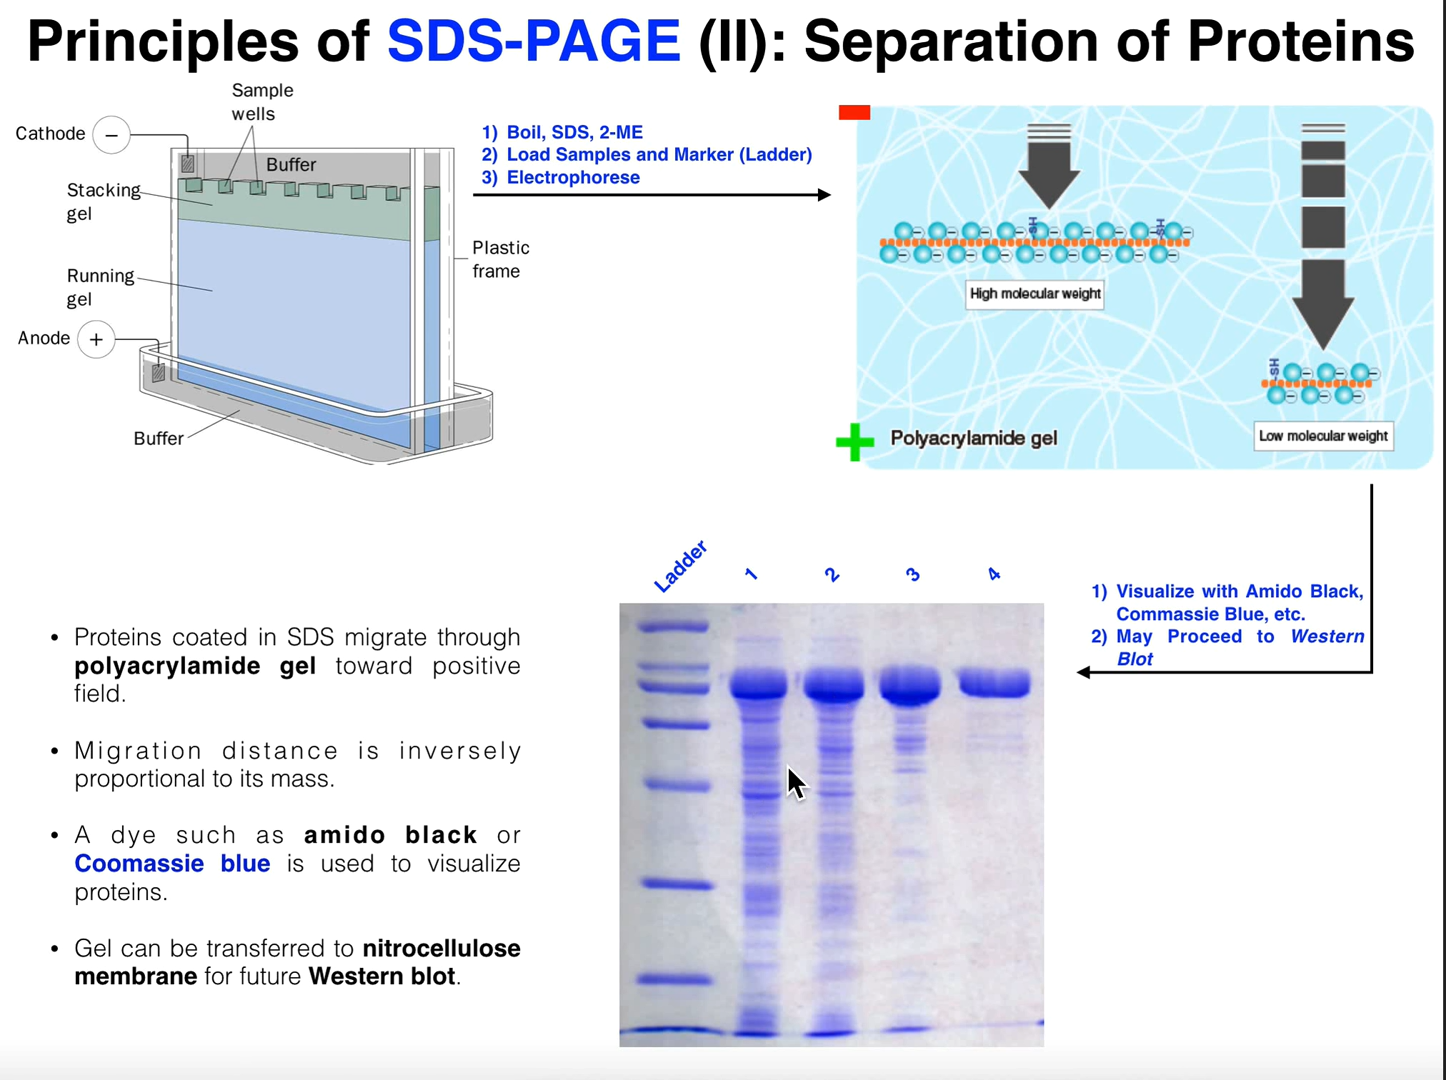 Principles of SDS-PAGE (II): Separation of Proteins
Sample
wells
Cathode
−
Buffer
Stacking
gel
Running
gel
Plastic
frame
Anode
+
Buffer
1) Boil, SDS, 2-ME
2) Load Samples and Marker (Ladder)
3) Electrophorese
SH
SH
High molecular weight
SH
Polyacrylamide gel
Low molecular weight
Ladder
1
2
3
4
1) Visualize with Amido Black,
Commassie Blue, etc.
2) May Proceed to Western
Blot
• Proteins coated in SDS migrate through
polyacrylamide gel toward positive
field.
• Migration distance is inversely
proportional to its mass.
• A dye such as amido black or
Coomassie blue is used to visualize
proteins.
• Gel can be transferred to nitrocellulose
membrane for future Western blot.